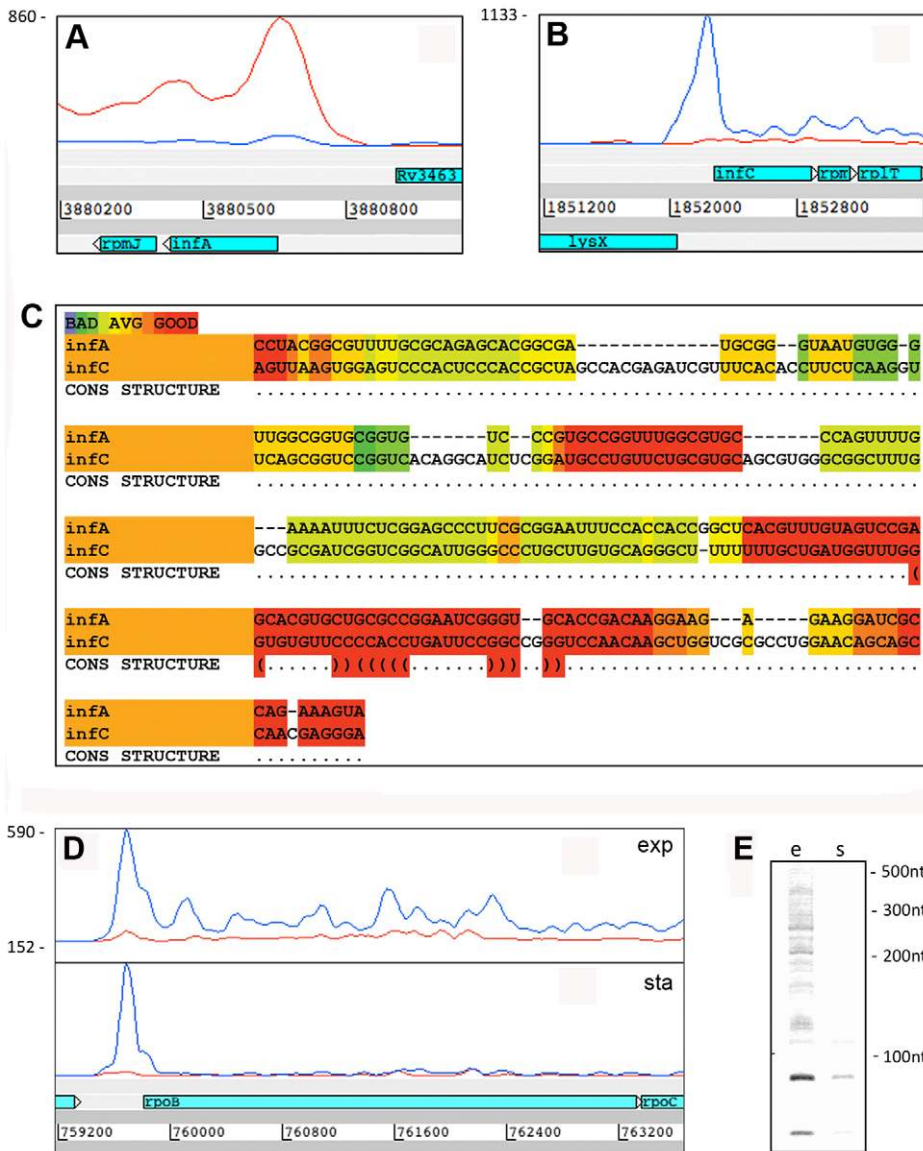 860 -
A
Rv3463
3880200 3880500 3880800
rpmJ infA
1133 -
B
infC rpm rplT
1851200 1852000 1852800
lysX
C
BAD AVG GOOD
infA CCUACGGCGUUUUGCGCAGAGCACGGCGA-------------UGCGG--GUAAUGUGG-G
infC AGUUAAGUGGAGUCCCACUCCCACCGCUAGCCACGAGAUCGUUUCACACCUUCUCAAGGU
CONS STRUCTURE ............................................................
infA UUGGCGGUGCGGUG-------UC--CCGUGCCGGUUUGGCGUGC-------CCAGUUUUG
infC UCAGCGGUCCGGUCACAGGCAUCUCGGAUGCCUGUUCUGCGUGCAGCGUGGGCGGCUUUG
CONS STRUCTURE ............................................................
infA ---AAAAUUUCUCGGAGCCCUUCGCGGAAUUUCCACCACCGGCUCACGUUUGUAGUCCGA
infC GCCGCGAUCGGUCGGCAUUGGGCCCUGCUUGUGCAGGGCU-UUUUUUGCUGAUGGUUUGG
CONS STRUCTURE ...........................................................(
infA GCACGUGCUGCGCCGGAAUCGGGU--GCACCGACAAGGAAG---A-----GAAGGAUCGC
infC GUGUGUUCCCCACCUGAUUCCGGCCGGGUCCAACAAGCUGGUCGCGCCUGGAACAGCAGC
CONS STRUCTURE (......))(((((.......)))..))................................
infA CAG-AAAGUA
infC CAACGAGGGA
CONS STRUCTURE ..........
590 -
D
exp
152 -
sta
rpoB rpoC
759200 760000 760800 761600 762400 763200
E
e s
- 500nt
- 300nt
- 200nt
- 100nt